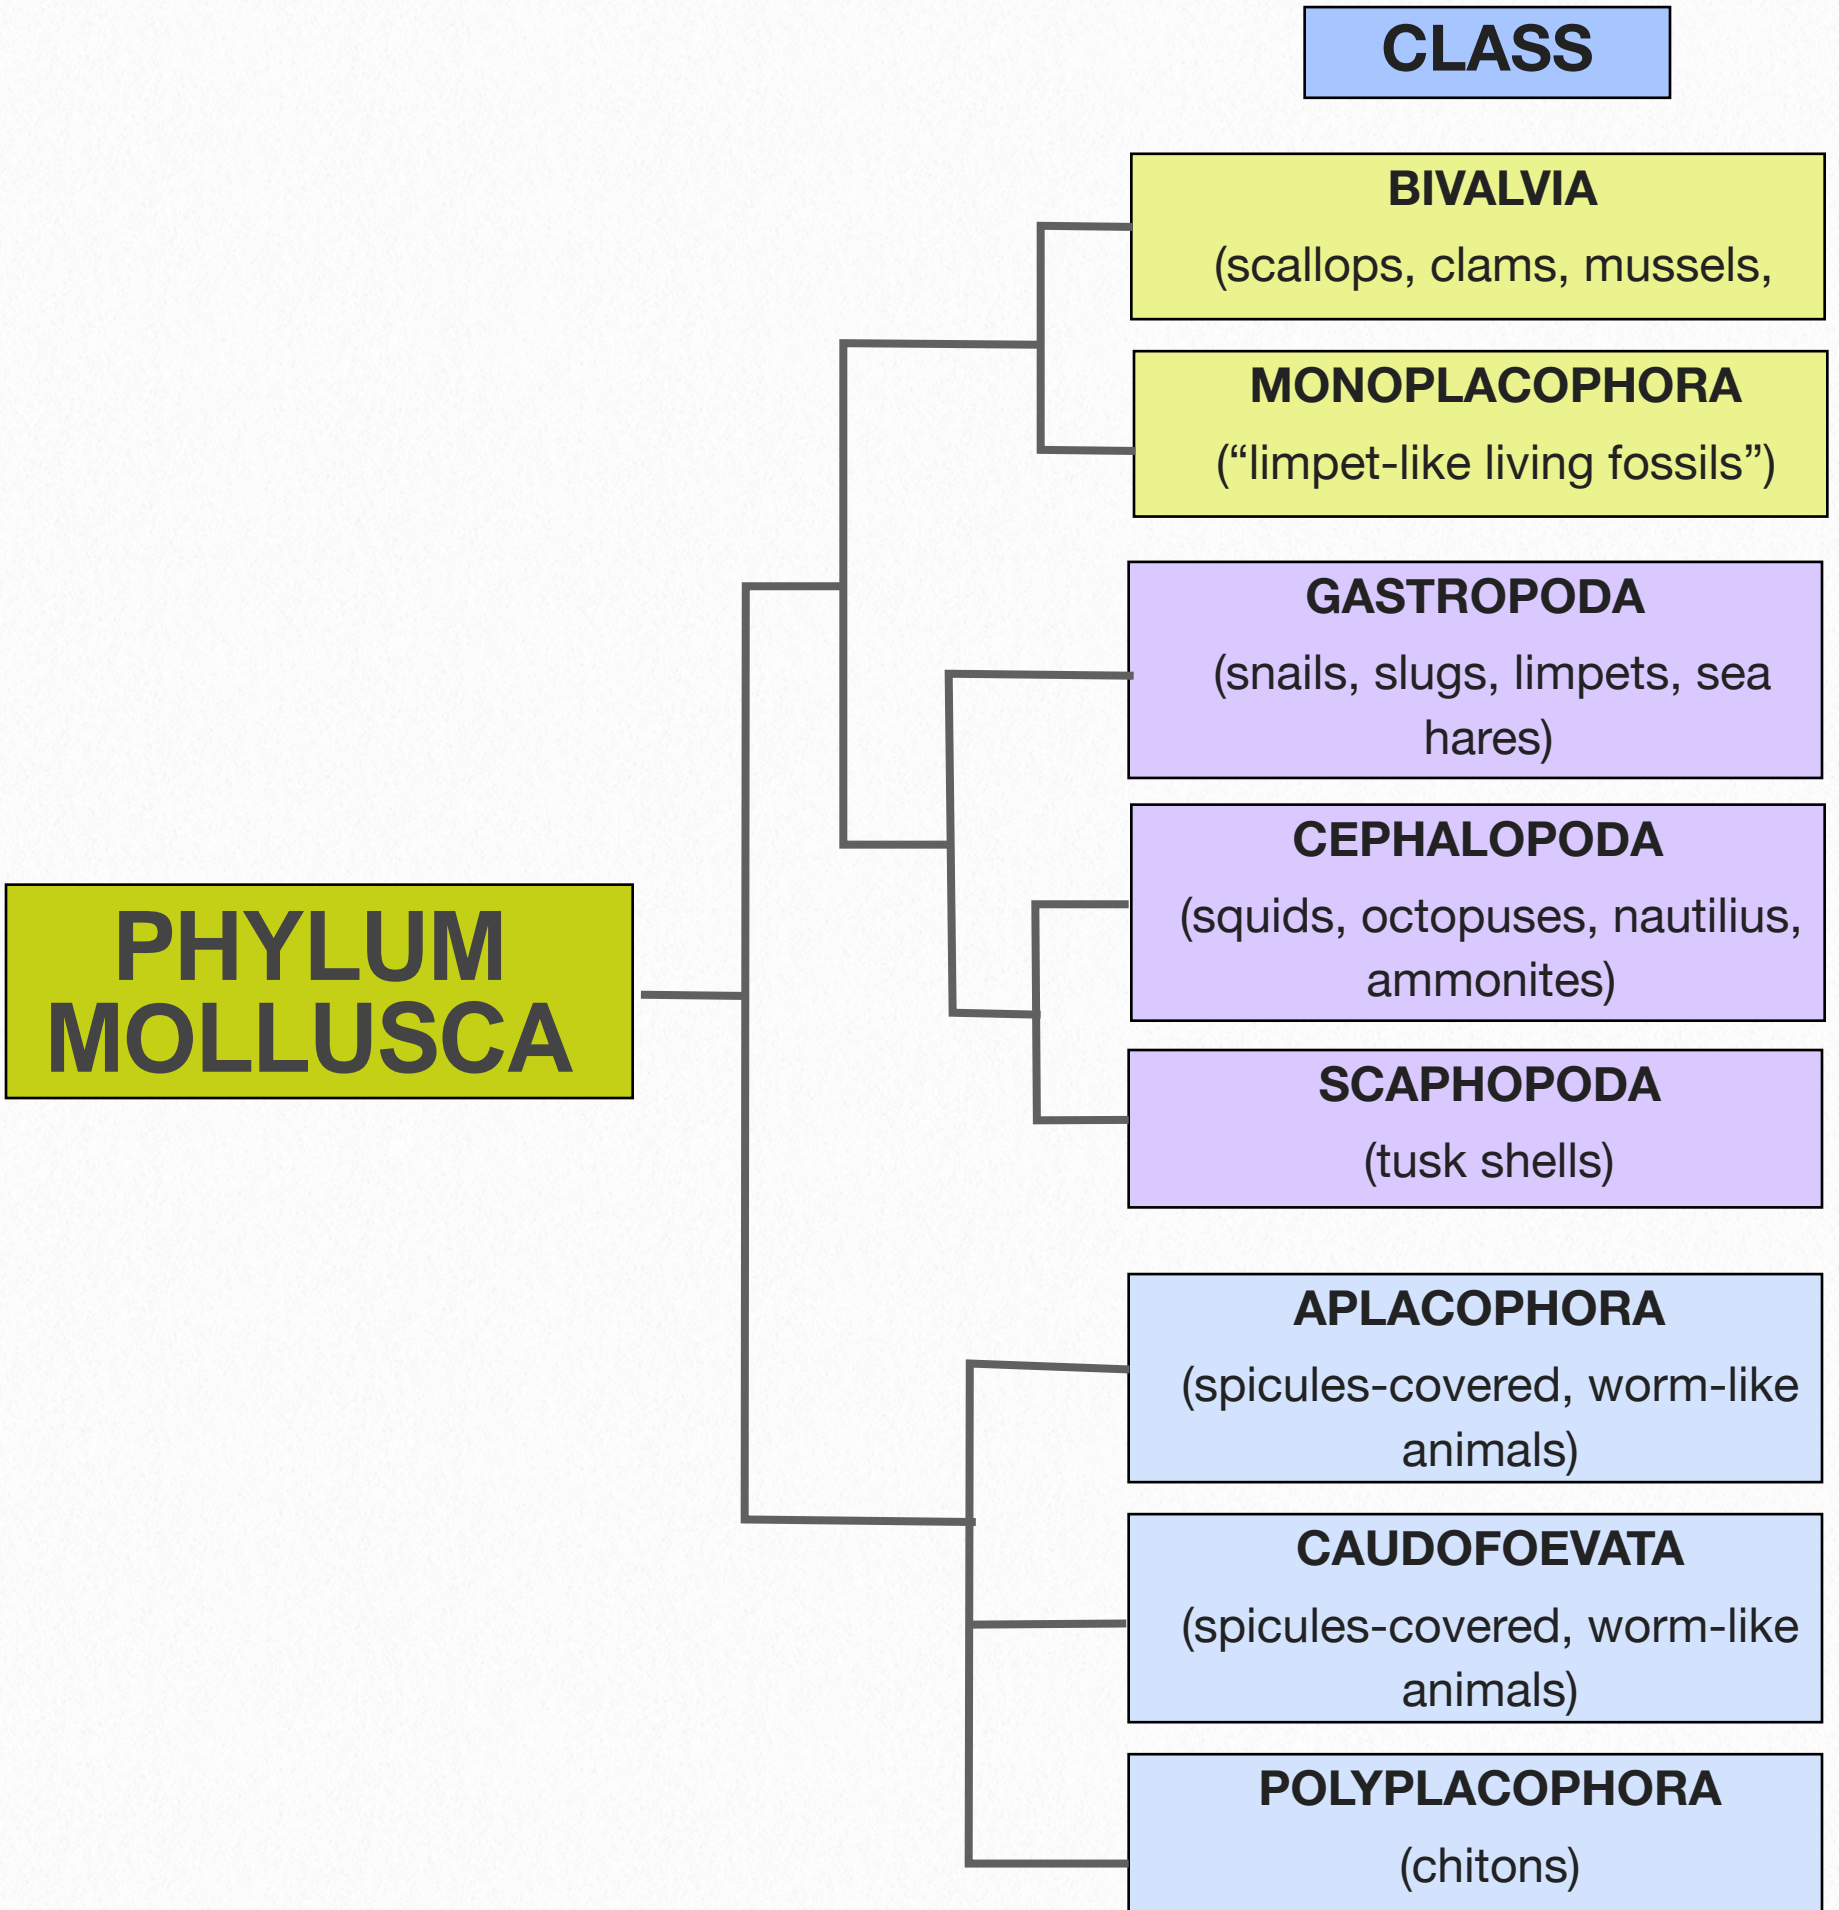 CLASS
BIVALVIA
(scallops, clams, mussels,
MONOPLACOPHORA
(“limpet-like living fossils”)
GASTROPODA
(snails, slugs, limpets, sea
hares)
CEPHALOPODA
(squids, octopuses, nautilius,
ammonites)
SCAPHOPODA
(tusk shells)
PHYLUM
MOLLUSCA
APLACOPHORA
(spicules-covered, worm-like
animals)
CAUDOFOEVATA
(spicules-covered, worm-like
animals)
POLYPLACOPHORA
(chitons)